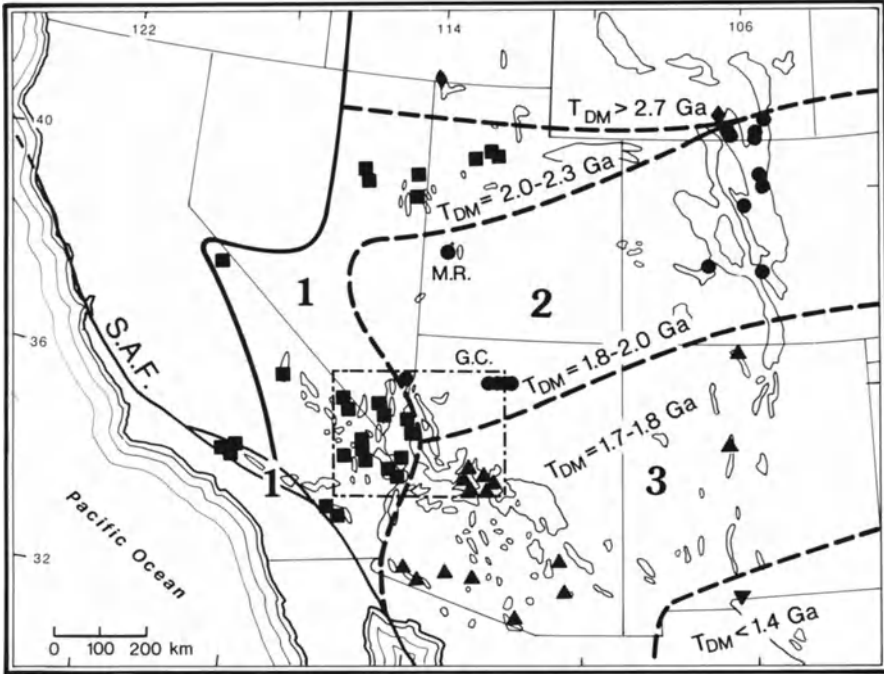 122
114
106
40
T_DM > 2.7 Ga
T_DM = 2.0-2.3 Ga
M.R.
1
2
36
S.A.F.
G.C.
T_DM = 1.8-2.0 Ga
T_DM = 1.7-1.8 Ga
1
3
Pacific Ocean
32
T_DM < 1.4 Ga
0 100 200 km